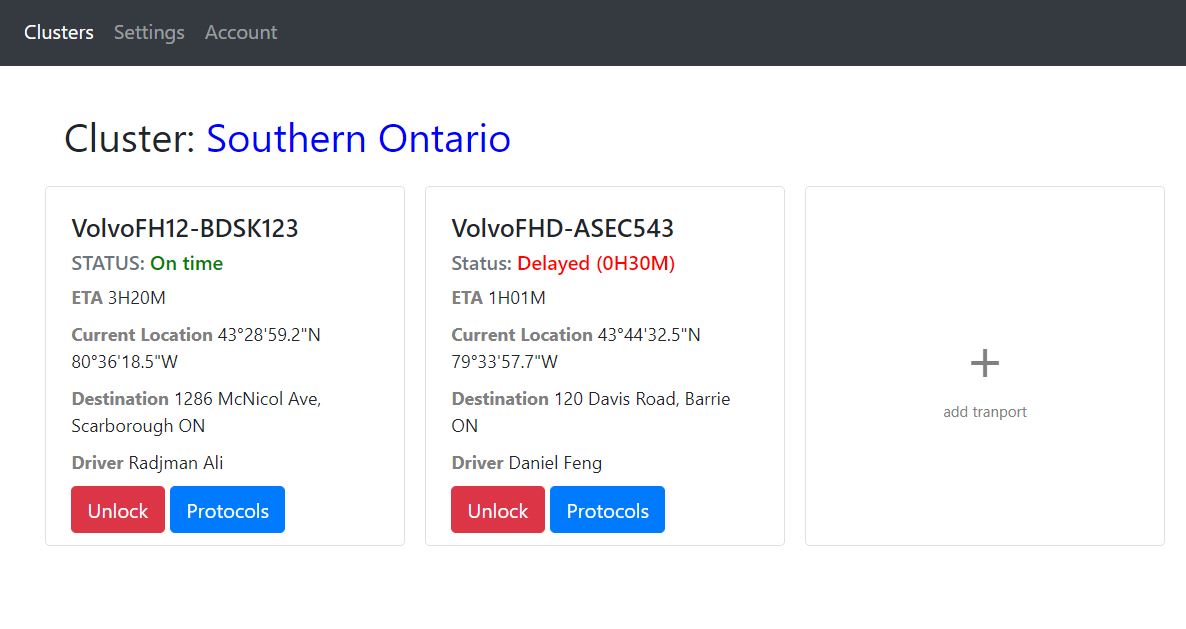 Clusters Settings Account
Cluster: Southern Ontario
VolvoFH12-BDSK123
STATUS: On time
ETA 3H20M
Current Location 43°28'59.2"N
80°36'18.5"W
Destination 1286 McNicol Ave,
Scarborough ON
Driver Radjman Ali
Unlock Protocols
VolvoFHD-ASEC543
Status: Delayed (0H30M)
ETA 1H01M
Current Location 43°44'32.5"N
79°33'57.7"W
Destination 120 Davis Road, Barrie
ON
Driver Daniel Feng
Unlock Protocols
+
add tranport